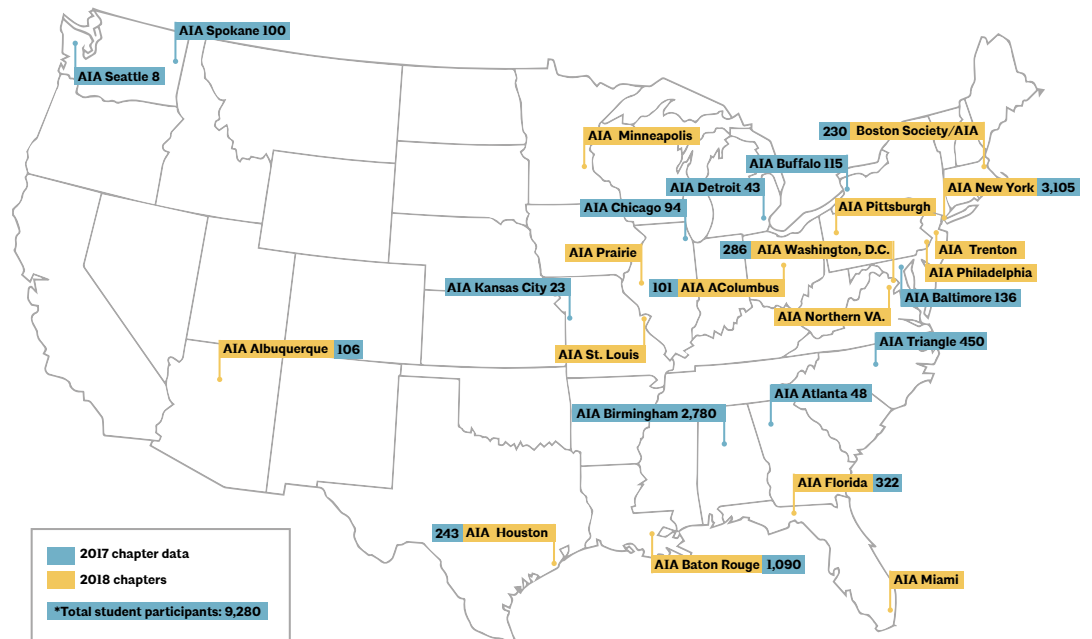 AIA Spokane 100
AIA Seattle 8
230 Boston Society/AIA
AIA Minneapolis
AIA Buffalo 115
AIA Detroit 43
AIA New York 3,105
AIA Chicago 94
AIA Pittsburgh
286 AIA Washington, D.C.
AIA Trenton
AIA Prairie
AIA Philadelphia
101 AIA AColumbus
AIA Kansas City 23
AIA Baltimore 136
AIA Northern VA.
AIA Triangle 450
AIA Albuquerque 106
AIA St. Louis
AIA Atlanta 48
AIA Birmingham 2,780
AIA Florida 322
243 AIA Houston
AIA Baton Rouge 1,090
AIA Miami
2017 chapter data
2018 chapters
*Total student participants: 9,280